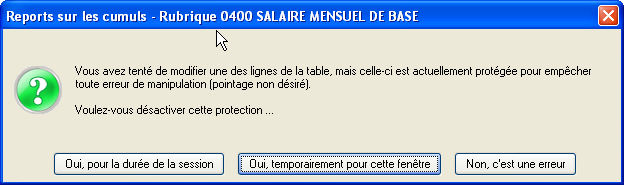 Reports sur les cumuls - Rubrique 0400 SALAIRE MENSUEL DE BASE
Vous avez tenté de modifier une des lignes de la table, mais celle-ci est actuellement protégée pour empêcher
toute erreur de manipulation (pointage non désiré).
Voulez-vous désactiver cette protection ...
Oui, pour la durée de la session
Oui, temporairement pour cette fenêtre
Non, c'est une erreur